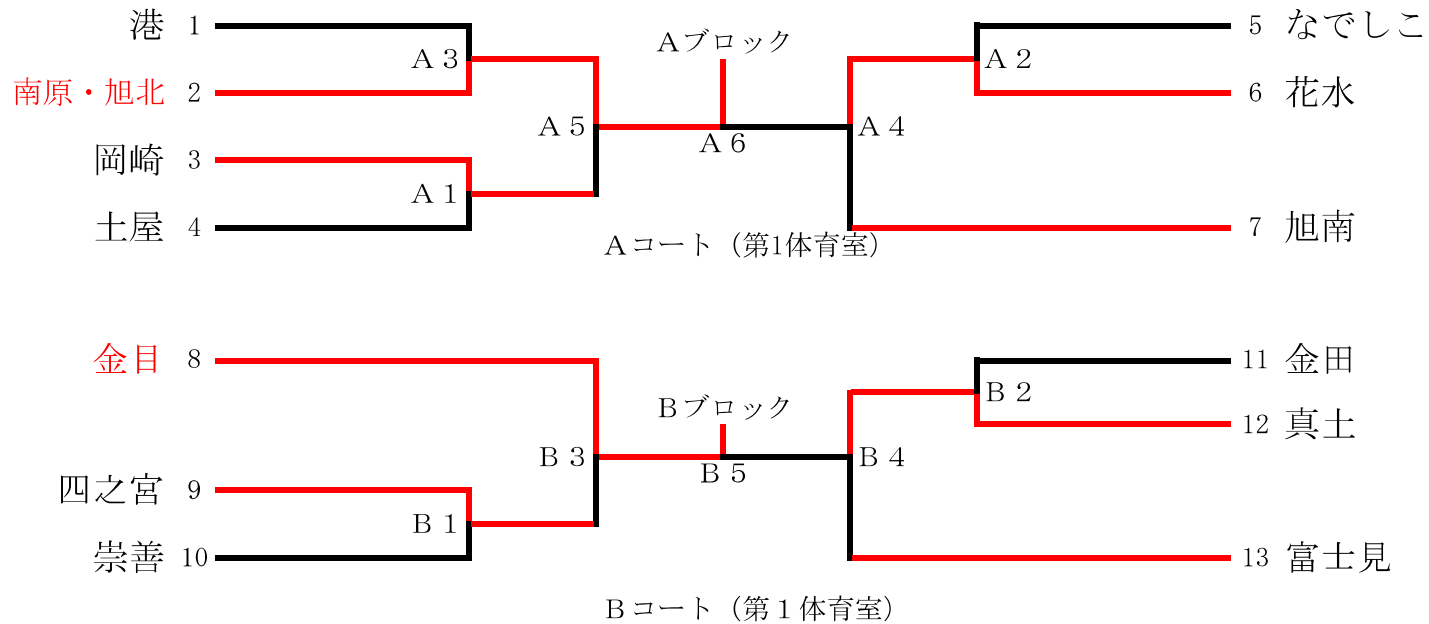 港 1
南原・旭北 2
岡崎 3
土屋 4
A3
A1
A5
Aブロック
A6
A4
A2
5 なでしこ
6 花水
7 旭南
Aコート（第1体育室）
金目 8
四之宮 9
崇善 10
B1
B3
Bブロック
B5
B4
B2
11 金田
12 真土
13 富士見
Bコート（第１体育室）